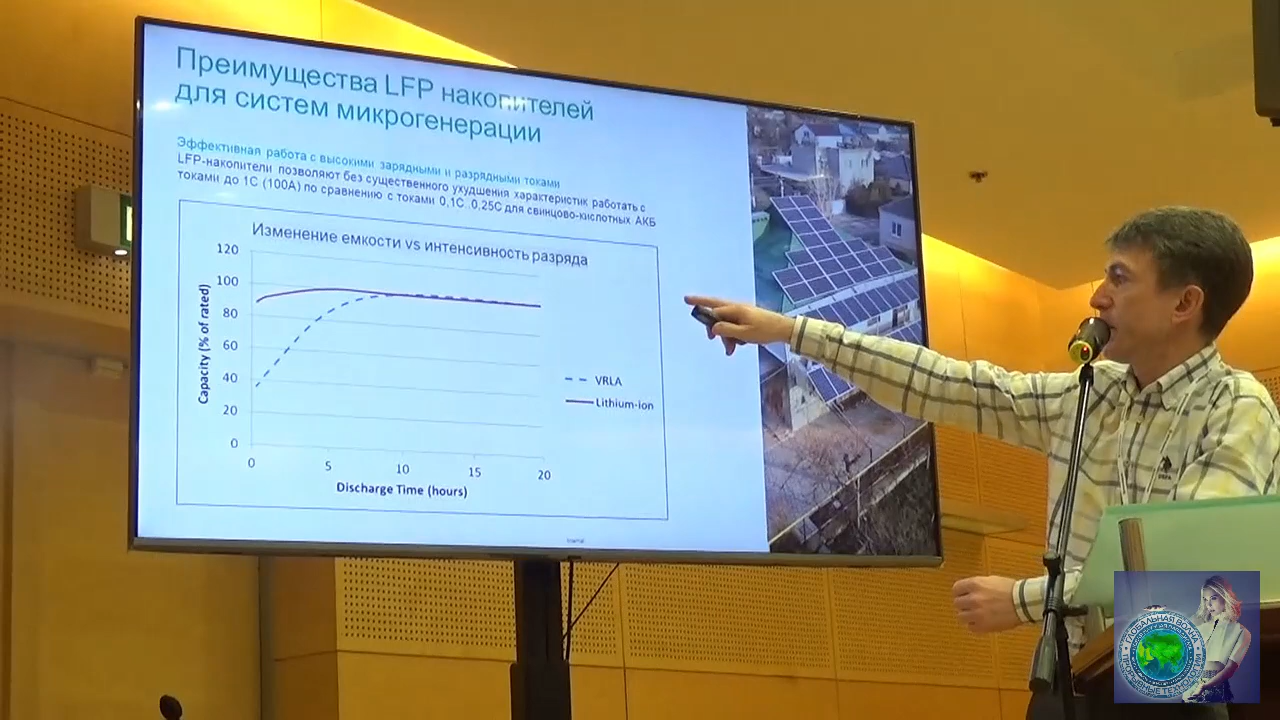 Преимущества LFP накопителей
для систем микрогенерации
Эффективная работа с высокими зарядными и разрядными токами
LFP-накопители позволяют без существенного ухудшения характеристик работать с
токами до 1С (100А) по сравнению с токами 0,1С..0,25С для свинцово-кислотных АКБ
Изменение емкости vs интенсивность разряда
Capacity (% of rated)
120
100
80
60
40
20
0
0 5 10 15 20
Discharge Time (hours)
VRLA
Lithium-ion
ГЛОБАЛЬНАЯ ВОЛНА